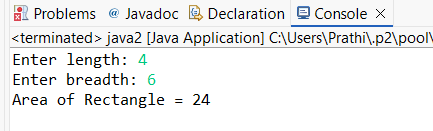 Problems @ Javadoc Declaration Console
<terminated> java2 [Java Application] C:\Users\Prathi\.p2\pool\
Enter length: 4
Enter breadth: 6
Area of Rectangle = 24